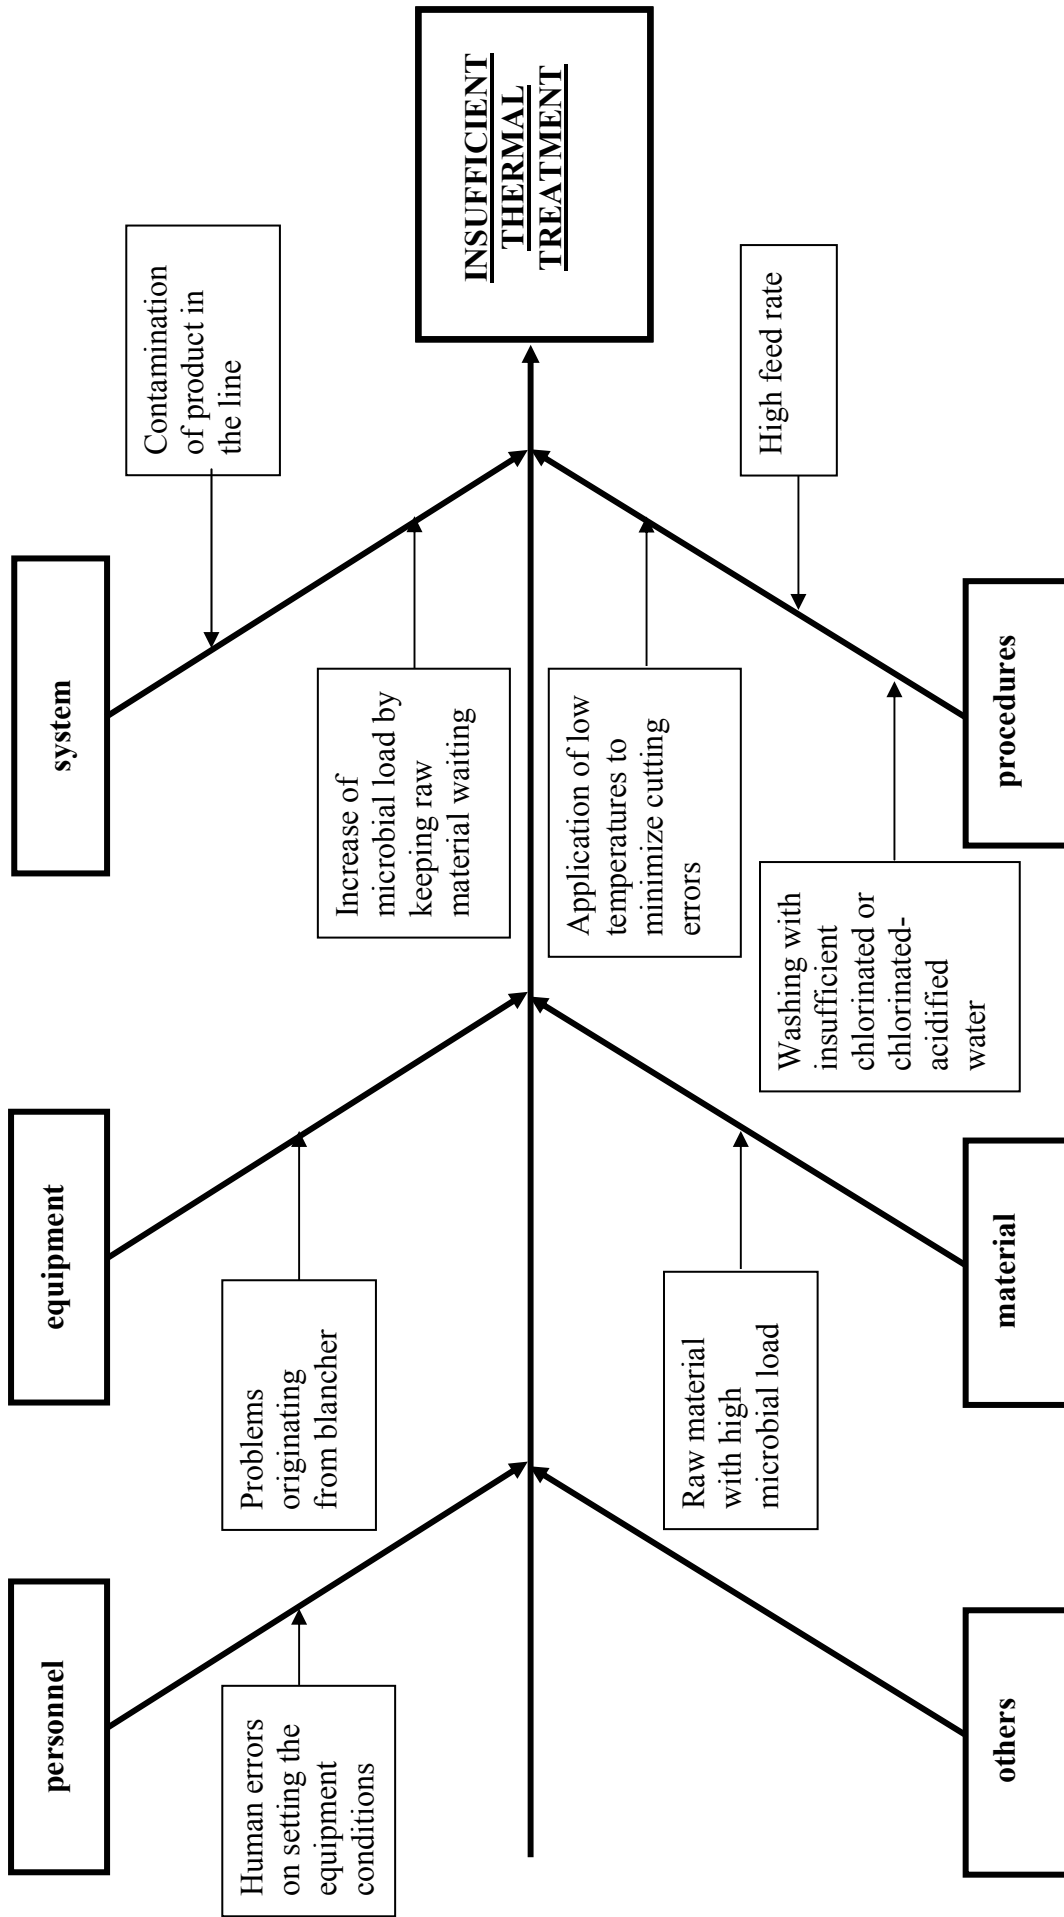 personnel
equipment
system
Human errors
on setting the
equipment
conditions
Problems
originating
from blancher
Contamination
of product in
the line
Increase of
microbial load by
keeping raw
material waiting
INSUFFICIENT
THERMAL
TREATMENT
Application of low
temperatures to
minimize cutting
errors
Raw material
with high
microbial load
High feed rate
Washing with
insufficient
chlorinated or
chlorinated-
acidified
water
others
material
procedures